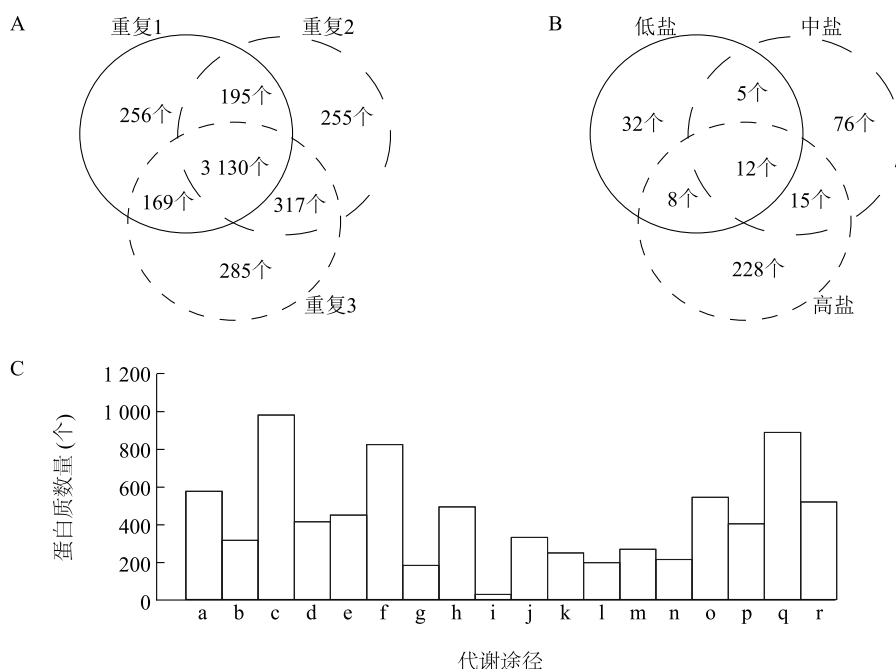 A
重复1
重复2
256个
195个
255个
3 130个
169个
317个
285个
重复3
B
低盐
中盐
32个
5个
76个
12个
8个
15个
228个
高盐
C
蛋白质数量(个)
1 200
1 000
800
600
400
200
0
a b c d e f g h i j k l m n o p q r
代谢途径